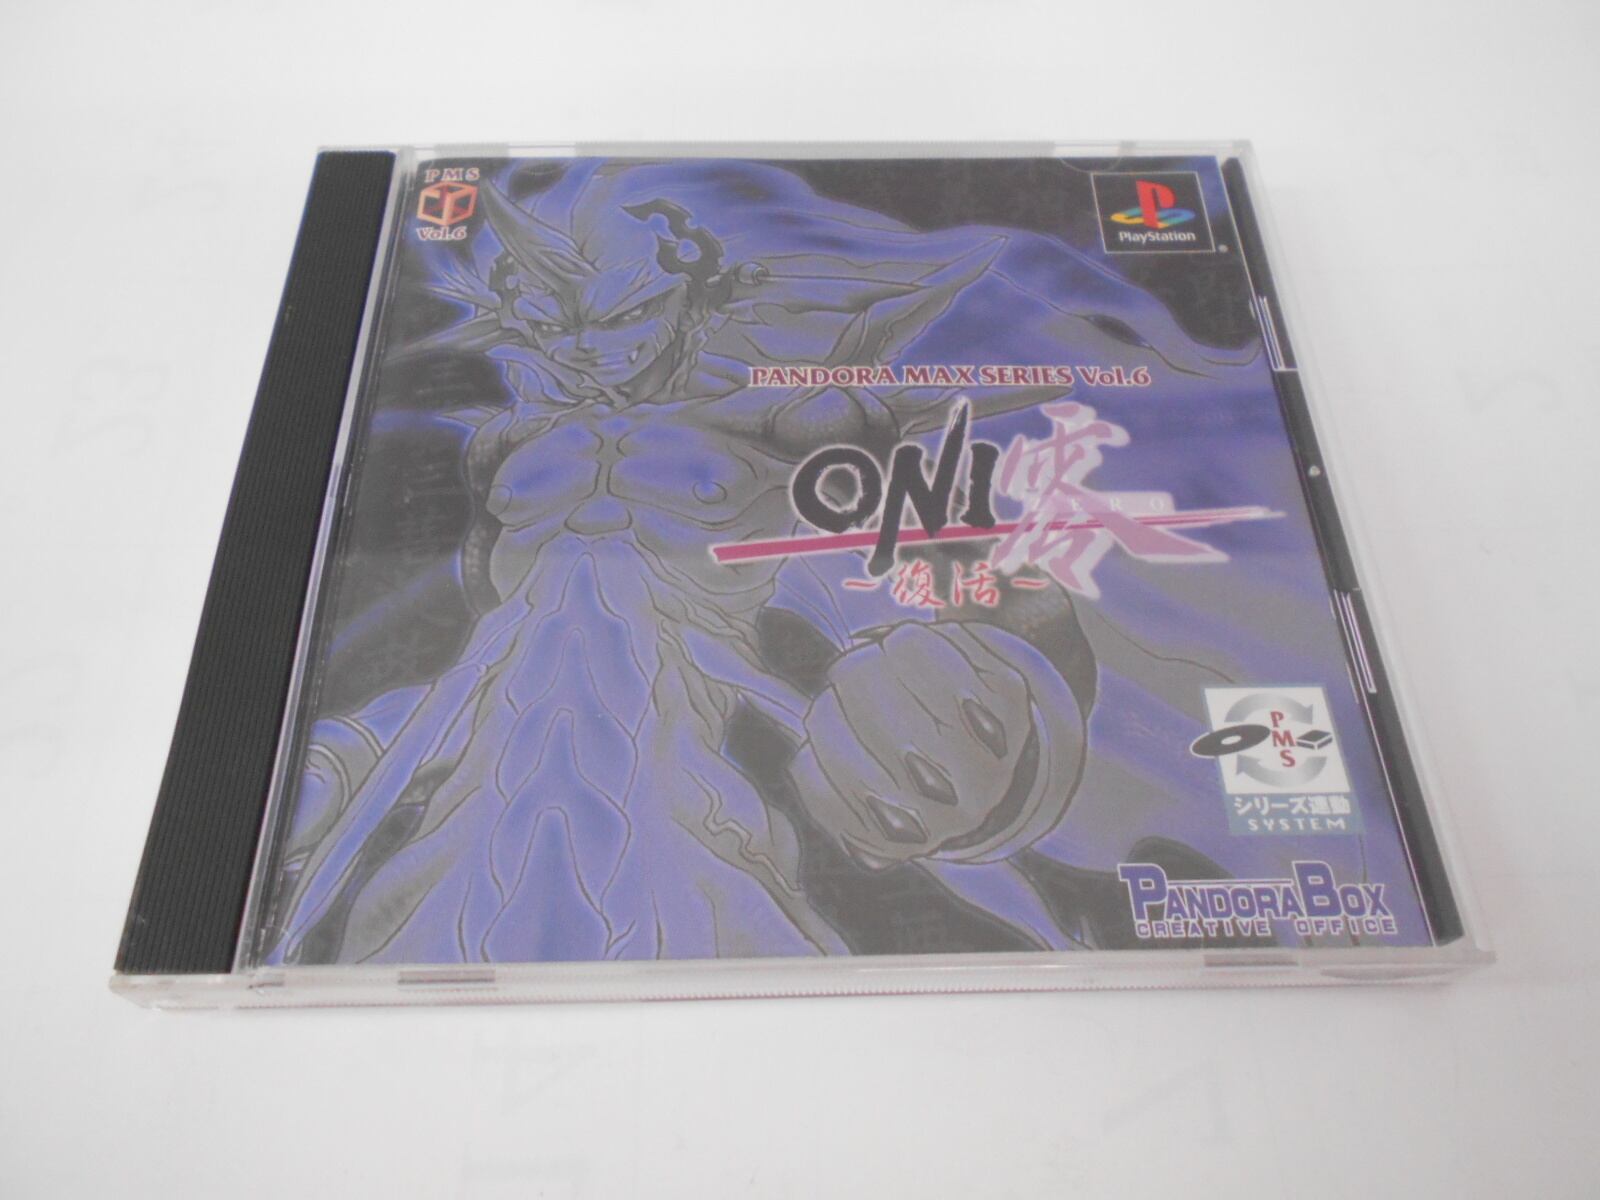 PMS
Vol.6
PlayStation
PANDORA MAX SERIES Vol.6
ONI零
ZERO
～復活～
PMS
シリーズ連動
SYSTEM
PANDORABOX
CREATIVE OFFICE